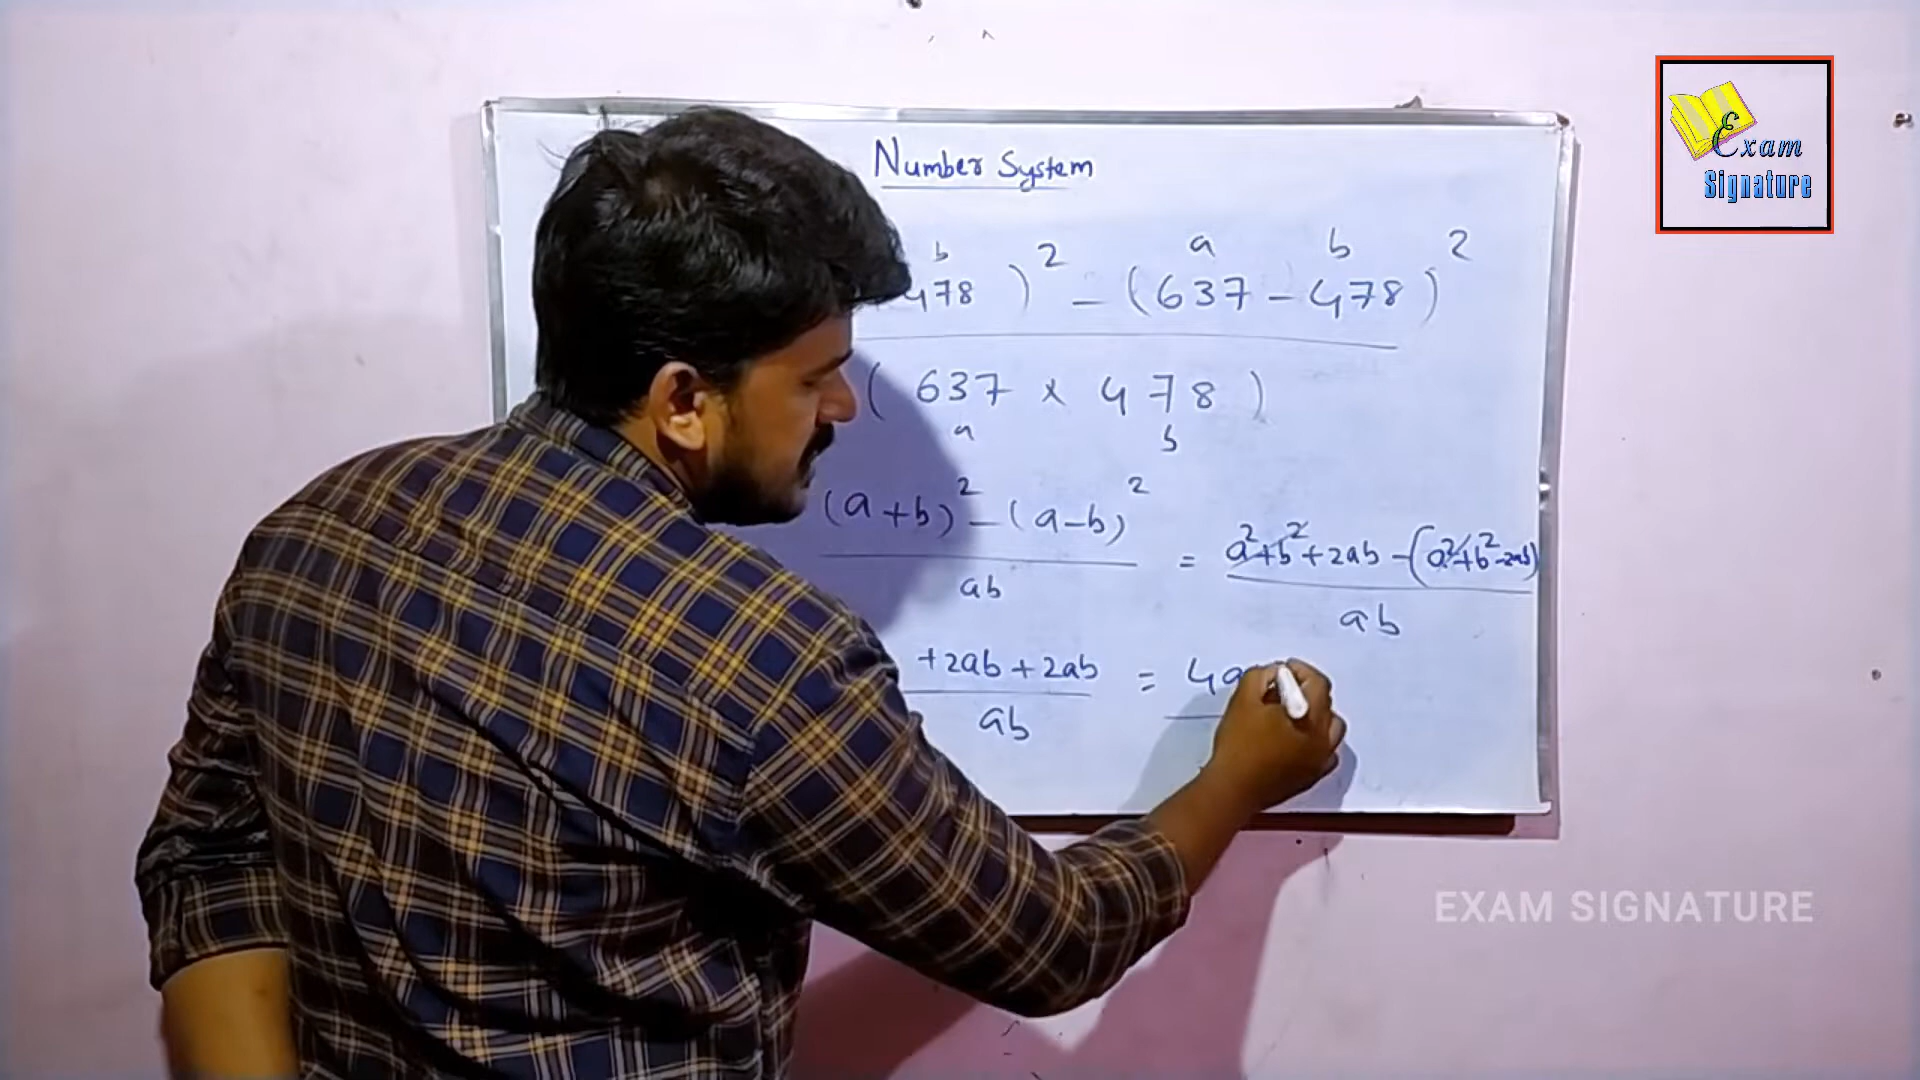 Number System
b 2 a b 2
478 ) - ( 637 - 478 )
( 637 × 478 )
a b
(a+b)² - (a-b)² = a²+b²+2ab-(a²+b²-2ab)
ab ab
+2ab+2ab = 4a
ab
Exam
Signature
EXAM SIGNATURE